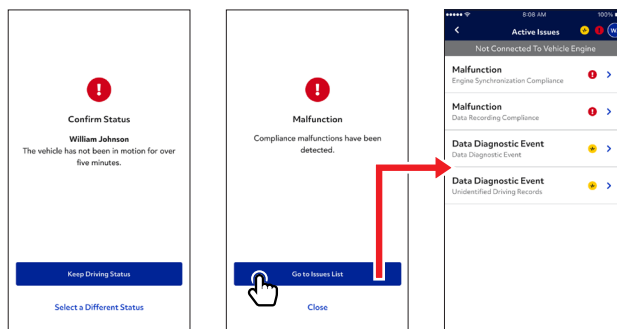 Confirm Status
William Johnson
The vehicle has not been in motion for over
five minutes.
Keep Driving Status
Select a Different Status
Malfunction
Compliance malfunctions have been
detected.
Go to Issues List
Close
8:08 AM
100%
Active Issues
W
Not Connected To Vehicle Engine
Malfunction
Engine Synchronization Compliance
Malfunction
Data Recording Compliance
Data Diagnostic Event
Data Diagnostic Event
Data Diagnostic Event
Unidentified Driving Records